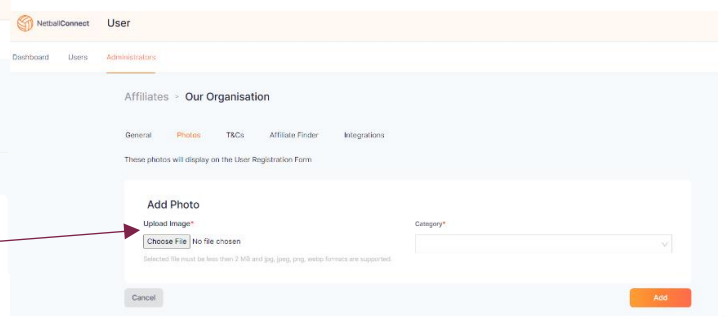 NetballConnect User
Dashboard Users Administrators
Affiliates > Our Organisation
General Photos T&Cs Affiliate Finder Integrations
These photos will display on the User Registration Form
Add Photo
Upload Image* Category*
Choose File No file chosen
Selected file must be less then 2 MB and jpg, jpeg, png, webp formats are supported.
Cancel Add